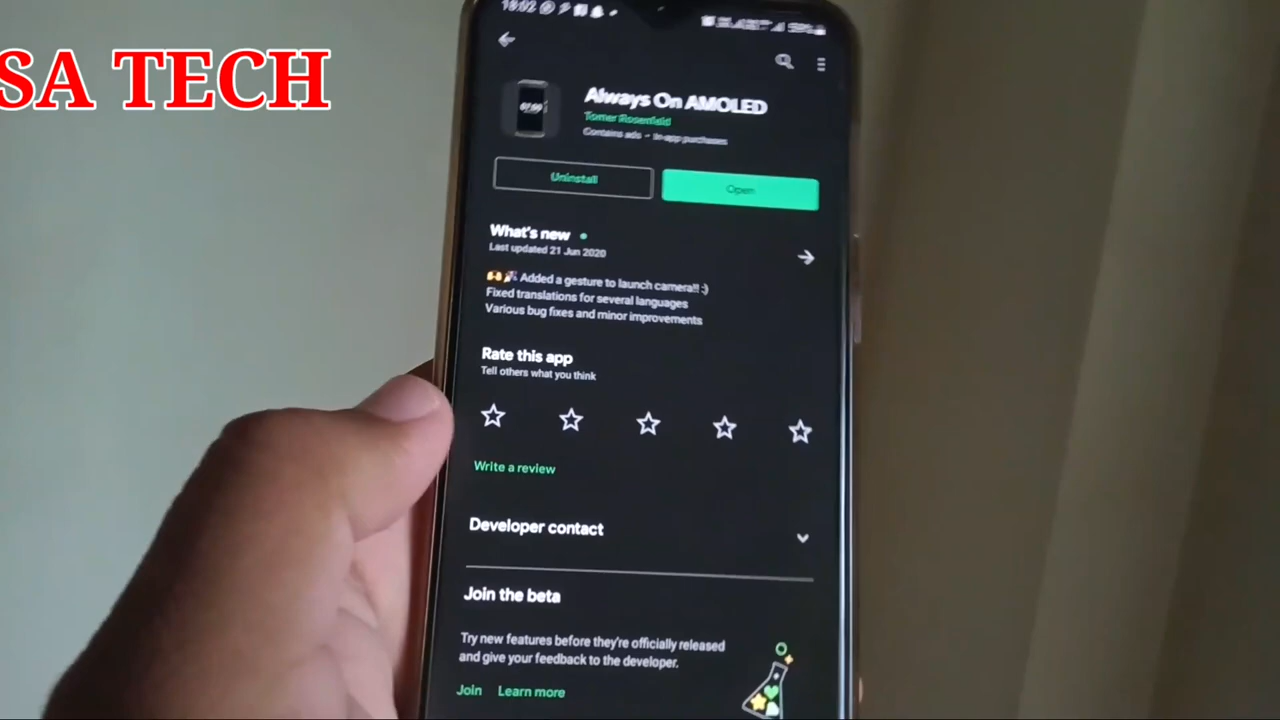 SA TECH
18:02
Always On AMOLED
Tomer Rosenfeld
Contains ads - In-app purchases
Uninstall
Open
What's new
Last updated 21 Jun 2020
Added a gesture to launch camera!! :)
Fixed translations for several languages
Various bug fixes and minor improvements
Rate this app
Tell others what you think
Write a review
Developer contact
Join the beta
Try new features before they're officially released
and give your feedback to the developer.
Join Learn more